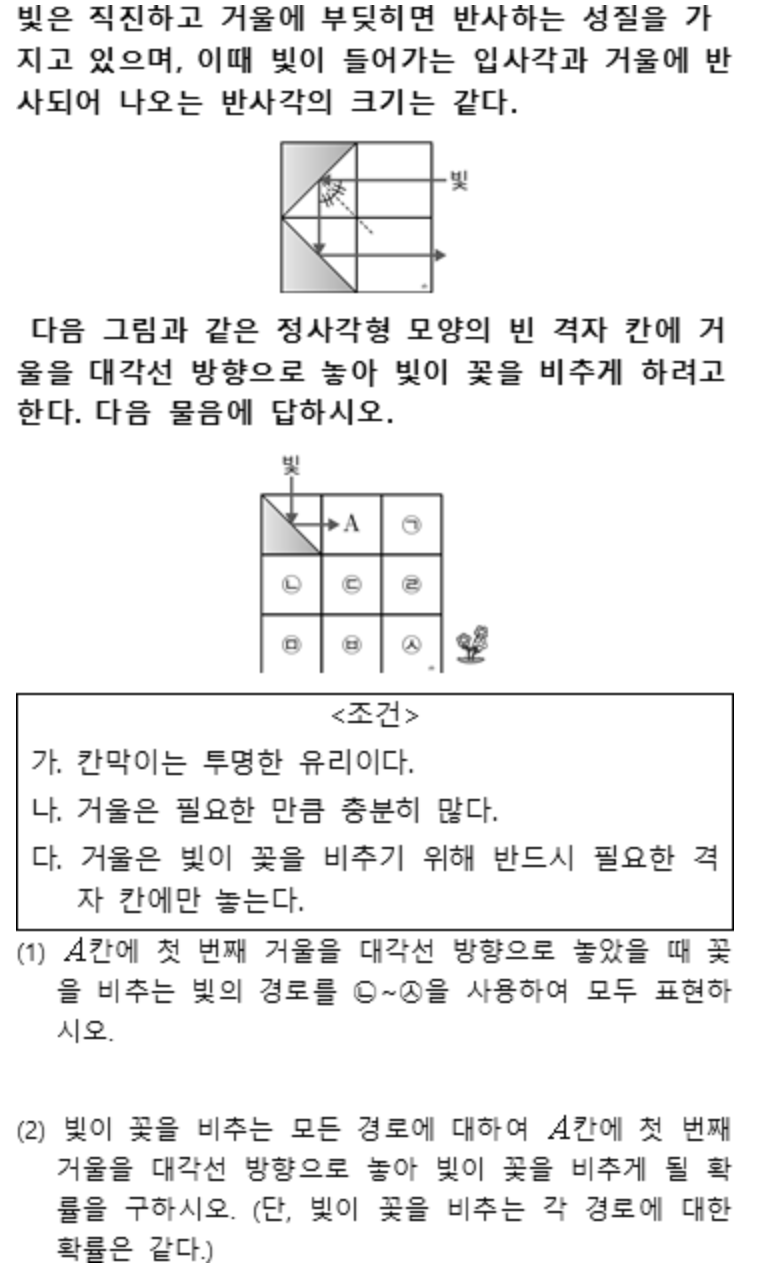 빛은 직진하고 거울에 부딪히면 반사하는 성질을 가
지고 있으며, 이때 빛이 들어가는 입사각과 거울에 반
사되어 나오는 반사각의 크기는 같다.
빛
다음 그림과 같은 정사각형 모양의 빈 격자 칸에 거
울을 대각선 방향으로 놓아 빛이 꽃을 비추게 하려고
한다. 다음 물음에 답하시오.
빛
A ㉠
㉡ ㉢ ㉣
㉤ ㉥ ㉦
<조건>
가. 칸막이는 투명한 유리이다.
나. 거울은 필요한 만큼 충분히 많다.
다. 거울은 빛이 꽃을 비추기 위해 반드시 필요한 격
자 칸에만 놓는다.
(1) A칸에 첫 번째 거울을 대각선 방향으로 놓았을 때 꽃
을 비추는 빛의 경로를 ㉡~㉦을 사용하여 모두 표현하
시오.
(2) 빛이 꽃을 비추는 모든 경로에 대하여 A칸에 첫 번째
거울을 대각선 방향으로 놓아 빛이 꽃을 비추게 될 확
률을 구하시오. (단, 빛이 꽃을 비추는 각 경로에 대한
확률은 같다.)